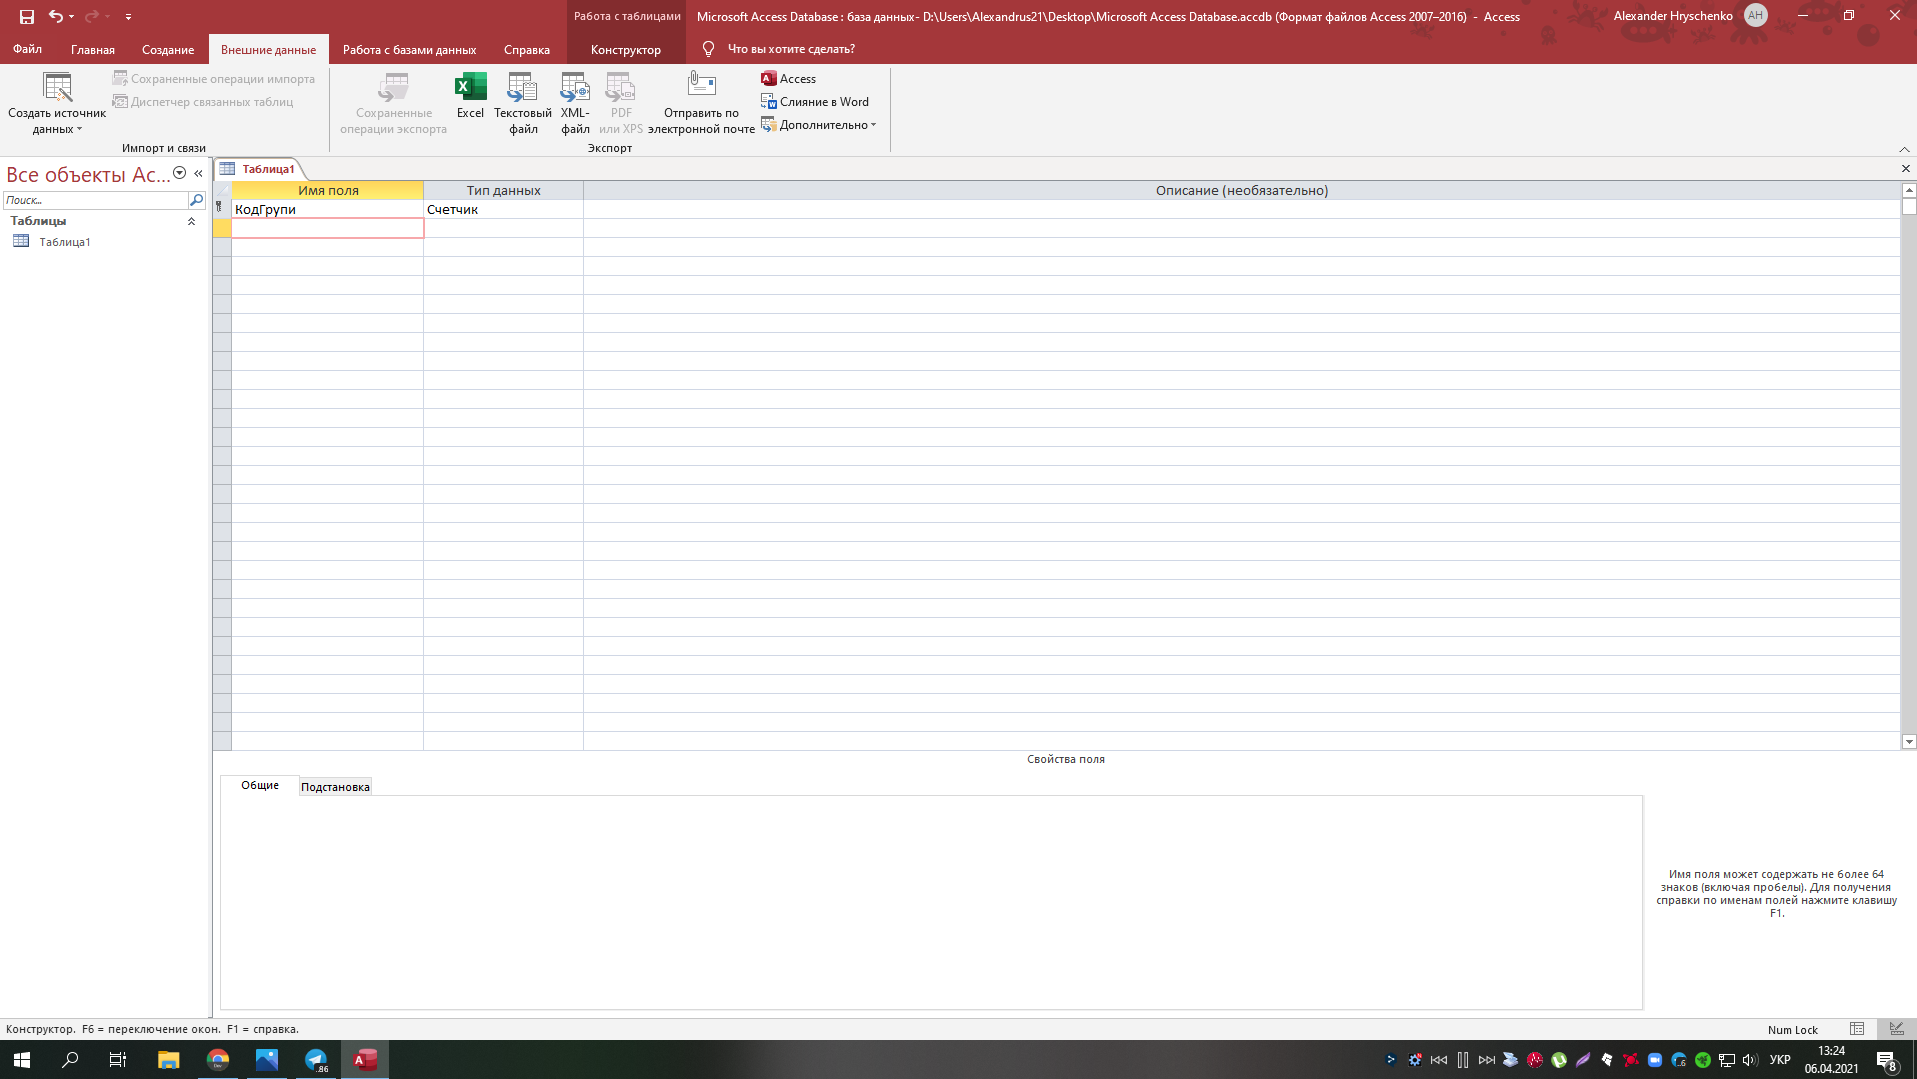 Работа с таблицами
Microsoft Access Database : база данных- D:\Users\Alexandrus21\Desktop\Microsoft Access Database.accdb (Формат файлов Access 2007–2016) - Access
Alexander Hryschenko
AH
Файл
Главная
Создание
Внешние данные
Работа с базами данных
Справка
Конструктор
Что вы хотите сделать?
Создать источник
данных
Сохраненные операции импорта
Диспетчер связанных таблиц
Импорт и связи
Сохраненные
операции экспорта
Excel
Текстовый
файл
XML-
файл
PDF
или XPS
Отправить по
электронной почте
Access
Слияние в Word
Дополнительно
Экспорт
Все объекты Ac...
Поиск...
Таблицы
Таблица1
Таблица1
Имя поля
Тип данных
Описание (необязательно)
КодГрупи
Счетчик
Свойства поля
Общие
Подстановка
Имя поля может содержать не более 64
знаков (включая пробелы). Для получения
справки по именам полей нажмите клавишу
F1.
Конструктор. F6 = переключение окон. F1 = справка.
Num Lock
.86
УКР
13:24
06.04.2021
8